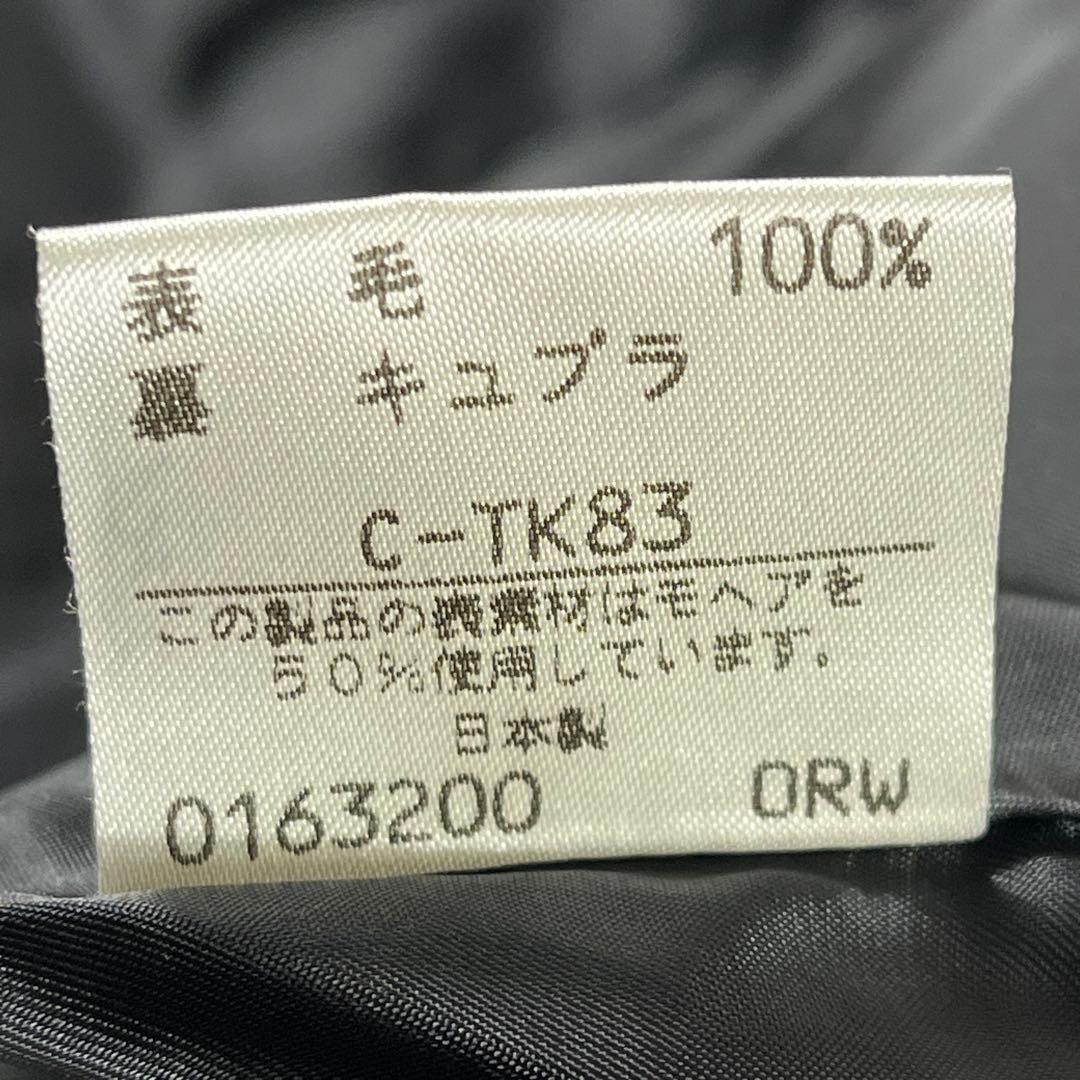 表 毛 100%
裏 キュプラ
C-TK83
この製品の表素材はモヘアを
50%使用しています。
日本製
0163200 ORW